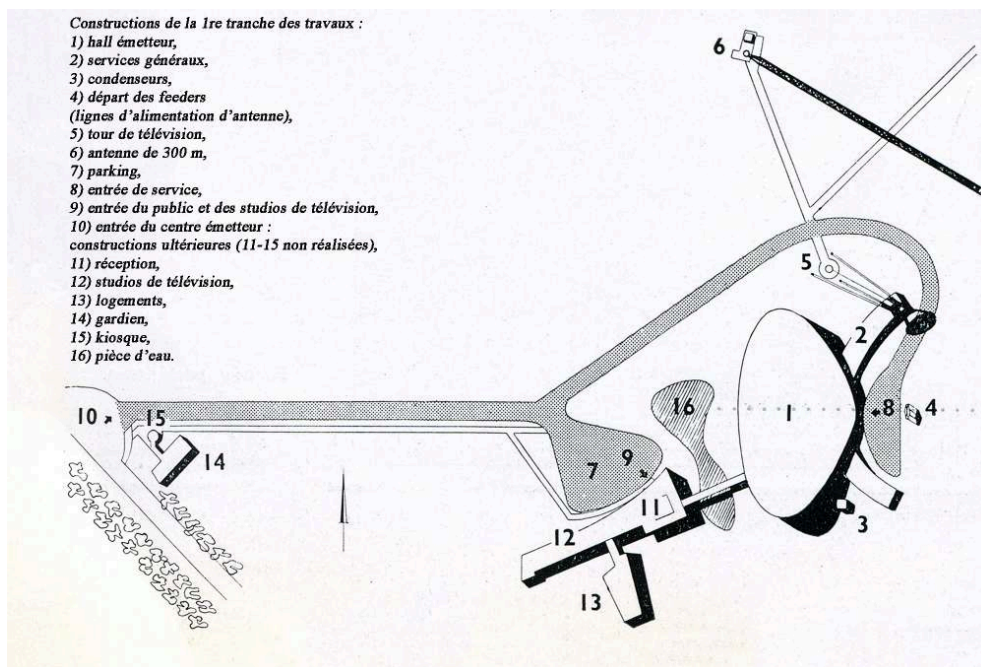 Constructions de la 1re tranche des travaux :
1) hall émetteur,
2) services généraux,
3) condenseurs,
4) départ des feeders
(lignes d'alimentation d'antenne),
5) tour de télévision,
6) antenne de 300 m,
7) parking,
8) entrée de service,
9) entrée du public et des studios de télévision,
10) entrée du centre émetteur :
constructions ultérieures (11-15 non réalisées),
11) réception,
12) studios de télévision,
13) logements,
14) gardien,
15) kiosque,
16) pièce d'eau.
6
5
2
10
15
16
1
8
4
14
7
9
11
3
12
13